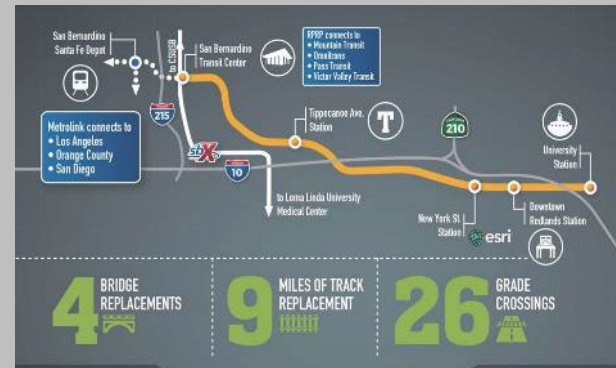 San Bernardino
Santa Fe Depot
to CSUSB
San Bernardino
Transit Center
RPRP connects to
• Mountain Transit
• Omnitrans
• Pass Transit
• Victor Valley Transit
Metrolink connects to
• Los Angeles
• Orange County
• San Diego
215
sbX
10
Tippecanoe Ave.
Station
T
210
University
Station
to Loma Linda University
Medical Center
New York St.
Station
esri
Downtown
Redlands Station
4 BRIDGE
REPLACEMENTS
9 MILES OF TRACK
REPLACEMENT
26 GRADE
CROSSINGS